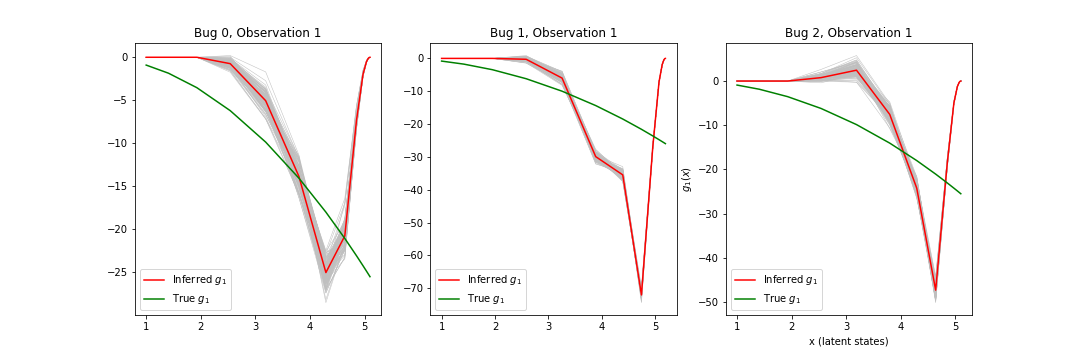 Bug 0, Observation 1
0
−5
−10
−15
−20
−25
1 2 3 4 5
Inferred g₁
True g₁
Bug 1, Observation 1
0
−10
−20
−30
−40
−50
−60
−70
1 2 3 4 5
Inferred g₁
True g₁
Bug 2, Observation 1
g₁(x)
0
−10
−20
−30
−40
−50
1 2 3 4 5
Inferred g₁
True g₁
x (latent states)